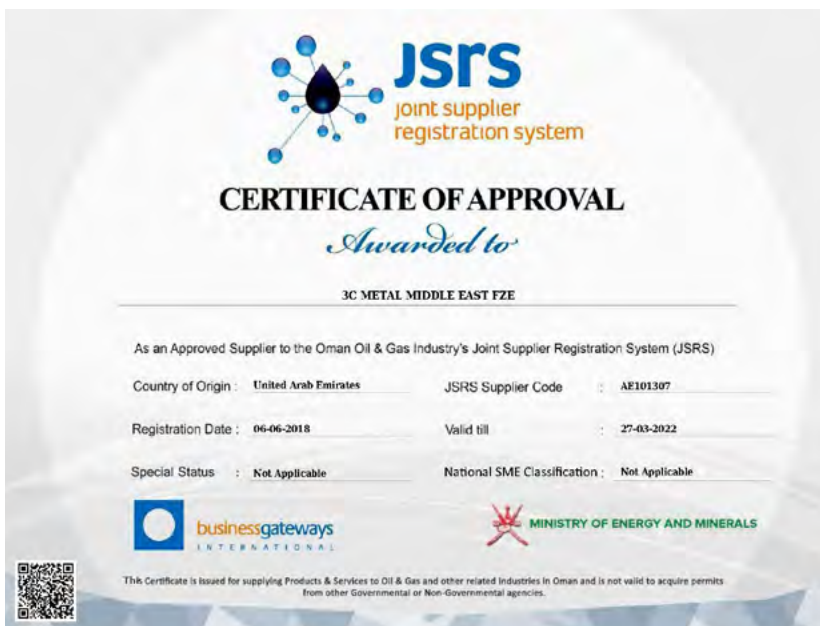 JSrS
joint supplier
registration system
CERTIFICATE OF APPROVAL
Awarded to
3C METAL MIDDLE EAST FZE
As an Approved Supplier to the Oman Oil & Gas Industry's Joint Supplier Registration System (JSRS)
Country of Origin : United Arab Emirates JSRS Supplier Code : AE101307
Registration Date : 06-06-2018 Valid till : 27-03-2022
Special Status : Not Applicable National SME Classification : Not Applicable
businessgateways
INTERNATIONAL
MINISTRY OF ENERGY AND MINERALS
This Certificate is issued for supplying Products & Services to Oil & Gas and other related Industries in Oman and is not valid to acquire permits
from other Governmental or Non-Governmental agencies.